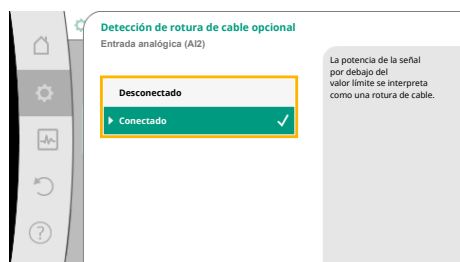 Detección de rotura de cable opcional
Entrada analógica (AI2)
Desconectado
Conectado
La potencia de la señal
por debajo del
valor límite se interpreta
como una rotura de cable.
?